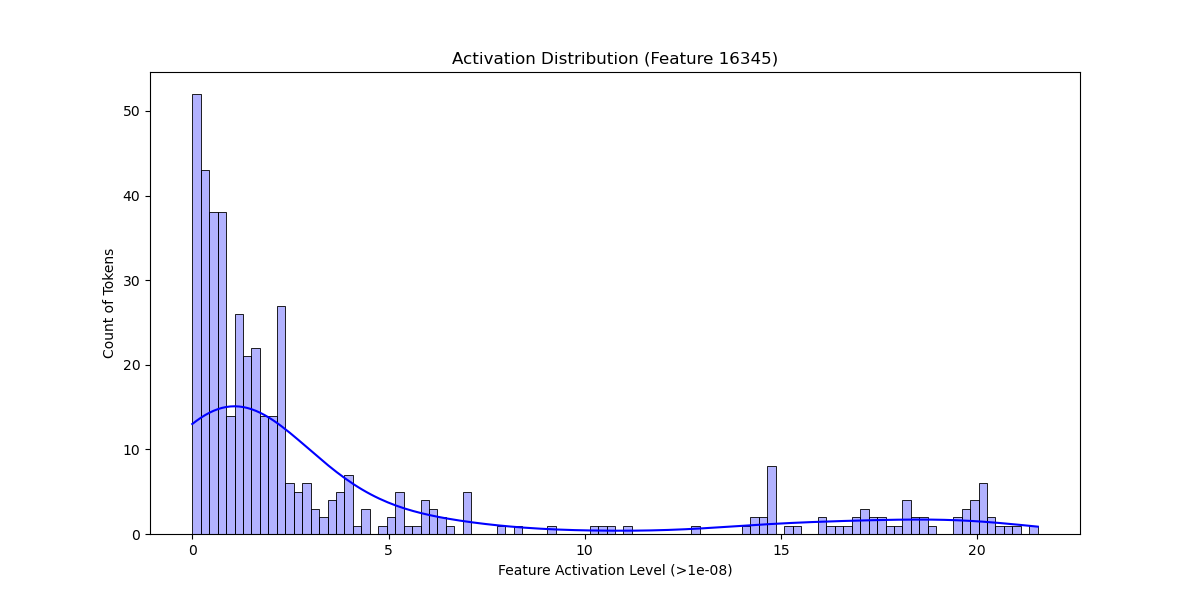 Activation Distribution (Feature 16345)
Count of Tokens
50
40
30
20
10
0
0 5 10 15 20
Feature Activation Level (>1e-08)